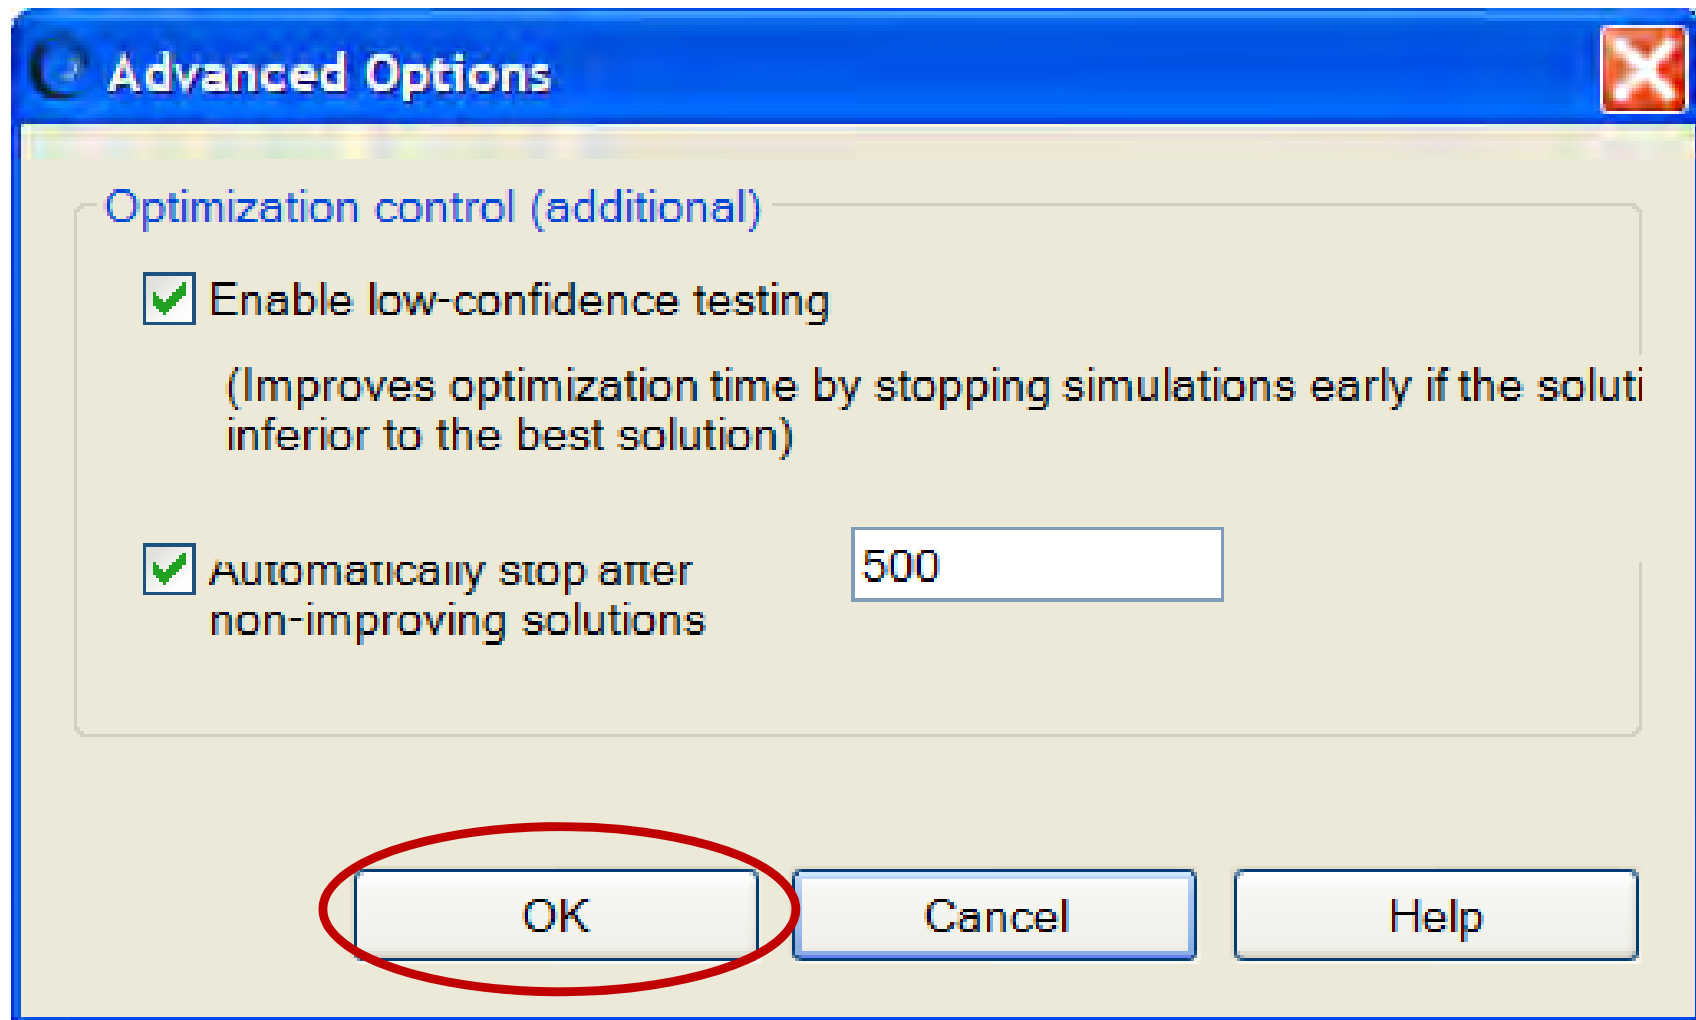 Advanced Options
Optimization control (additional)
Enable low-confidence testing
(Improves optimization time by stopping simulations early if the soluti
inferior to the best solution)
Automatically stop after
500
non-improving solutions
OK
Cancel
Help